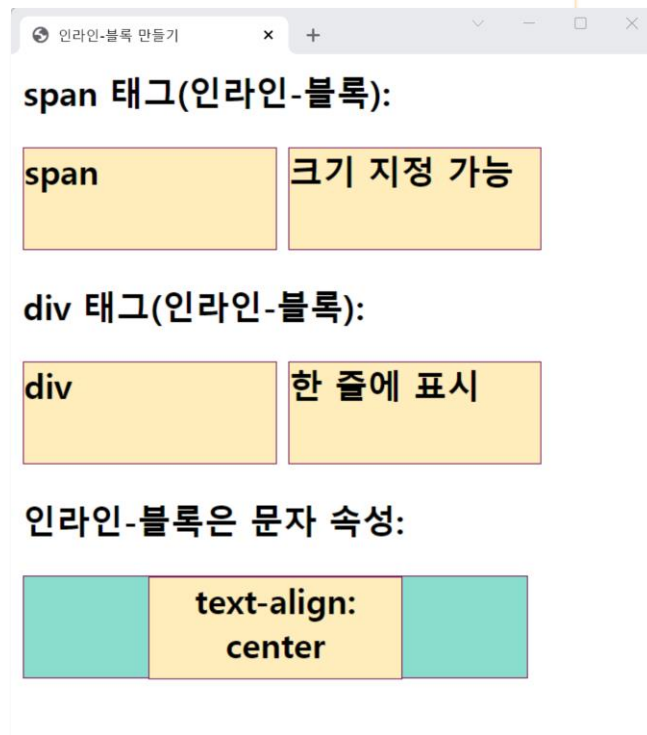 인라인-블록 만들기
span 태그(인라인-블록):
span 크기 지정 가능
div 태그(인라인-블록):
div 한 줄에 표시
인라인-블록은 문자 속성:
text-align:
center